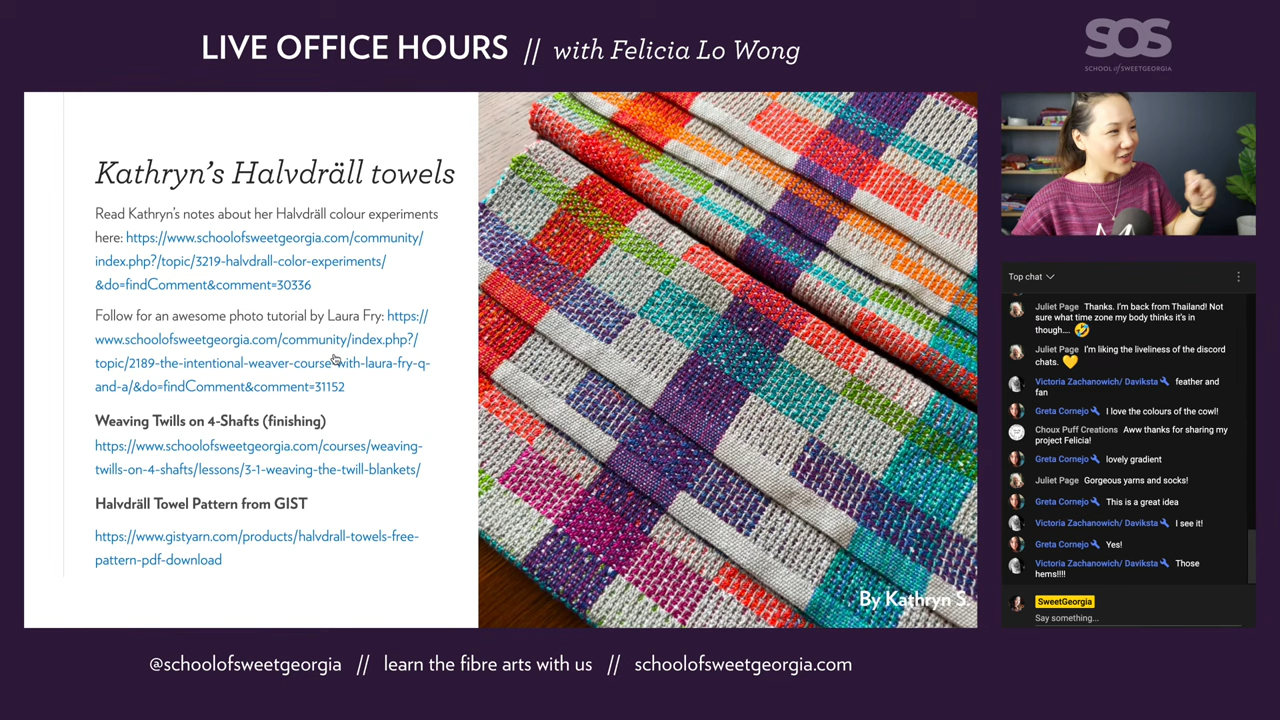 LIVE OFFICE HOURS // with Felicia Lo Wong
SOS
SCHOOL of SWEETGEORGIA
Kathryn's Halvdräll towels
Read Kathryn's notes about her Halvdräll colour experiments
here: https://www.schoolofsweetgeorgia.com/community/
index.php?/topic/3219-halvdrall-color-experiments/
&do=findComment&comment=30336
Follow for an awesome photo tutorial by Laura Fry: https://
www.schoolofsweetgeorgia.com/community/index.php?/
topic/2189-the-intentional-weaver-course-with-laura-fry-q-
and-a/&do=findComment&comment=31152
Weaving Twills on 4-Shafts (finishing)
https://www.schoolofsweetgeorgia.com/courses/weaving-
twills-on-4-shafts/lessons/3-1-weaving-the-twill-blankets/
Halvdräll Towel Pattern from GIST
https://www.gistyarn.com/products/halvdrall-towels-free-
pattern-pdf-download
By Kathryn S.
Top chat
Juliet Page Thanks. I'm back from Thailand! Not
sure what time zone my body thinks it's in
though.... 🤣
Juliet Page I'm liking the liveliness of the discord
chats. 💛
Victoria Zachanowich/ Daviksta feather and
fan
Greta Cornejo I love the colours of the cowl!
Choux Puff Creations Aww thanks for sharing my
project Felicia!
Greta Cornejo lovely gradient
Juliet Page Gorgeous yarns and socks!
Greta Cornejo This is a great idea
Victoria Zachanowich/ Daviksta I see it!
Greta Cornejo Yes!
Victoria Zachanowich/ Daviksta Those
hems!!!!
SweetGeorgia
Say something...
@schoolofsweetgeorgia // learn the fibre arts with us // schoolofsweetgeorgia.com